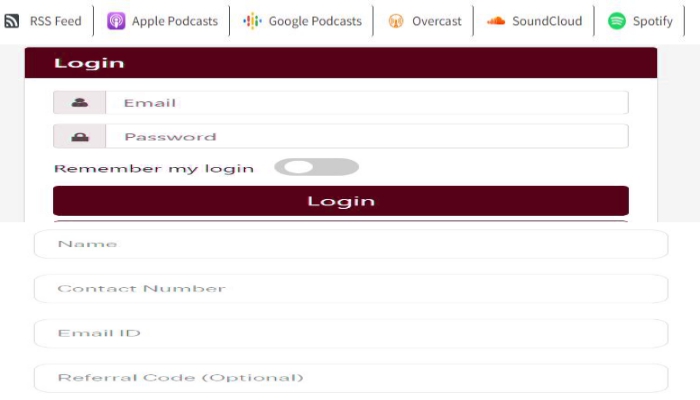 RSS Feed Apple Podcasts Google Podcasts Overcast SoundCloud Spotify
Login
Email
Password
Remember my login
Login
Name
Contact Number
Email ID
Referral Code (Optional)